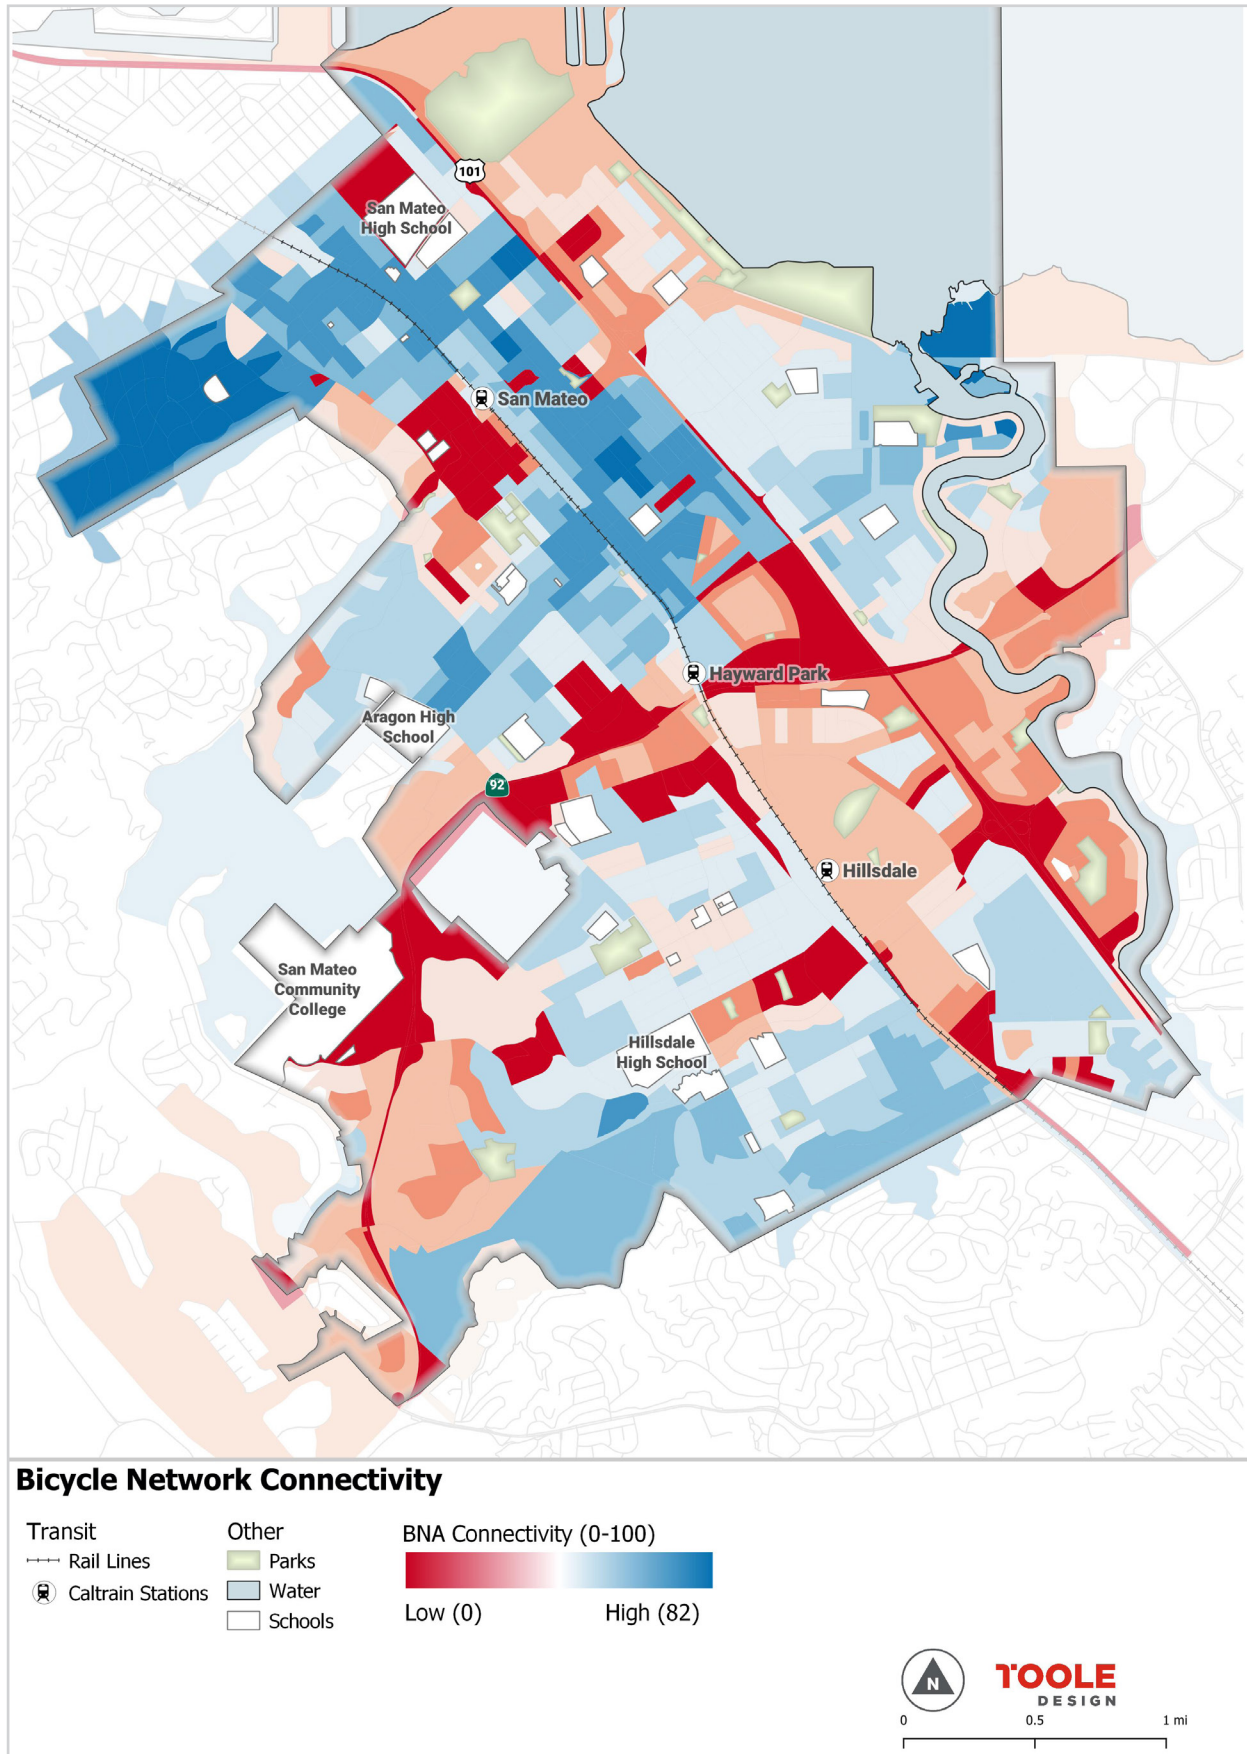 101
San Mateo
High School
San Mateo
Hayward Park
Aragon High
School
92
Hillsdale
San Mateo
Community
College
Hillsdale
High School
Bicycle Network Connectivity
Transit
Rail Lines
Caltrain Stations
Other
Parks
Water
Schools
BNA Connectivity (0-100)
Low (0)
High (82)
N
TOOLE
DESIGN
0 0.5 1 mi